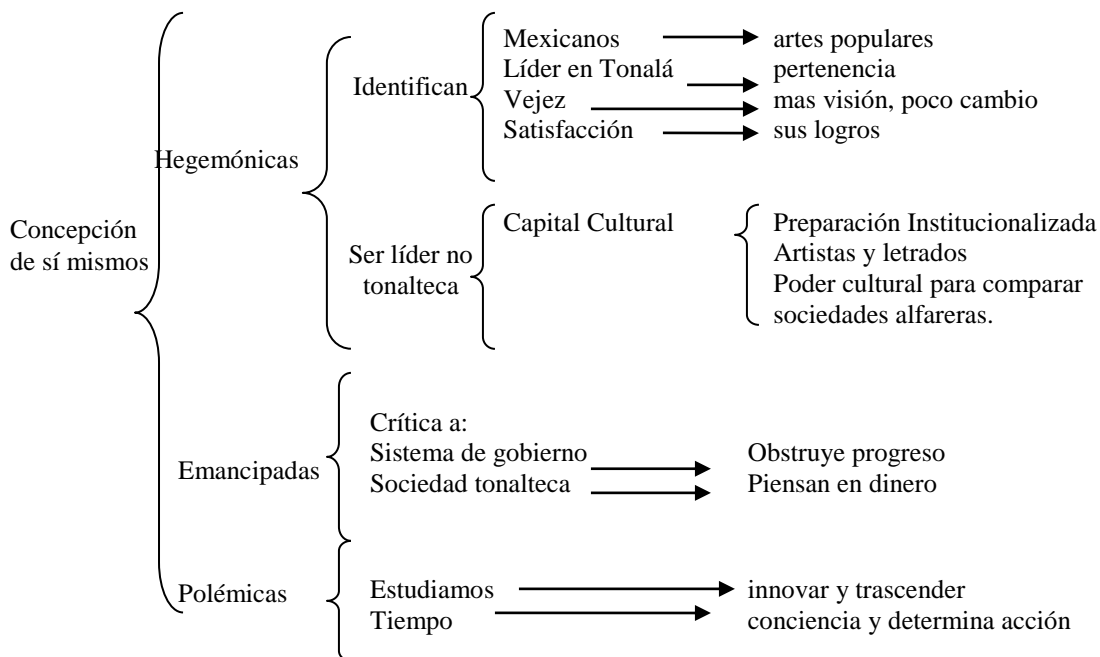 Mexicanos artes populares
Líder en Tonalá pertenencia
Identifican
Vejez mas visión, poco cambio
Satisfacción sus logros
Hegemónicas
Capital Cultural Preparación Institucionalizada
Concepción
de sí mismos
Ser líder no
tonalteca
Artistas y letrados
Poder cultural para comparar
sociedades alfareras.
Crítica a:
Sistema de gobierno Obstruye progreso
Emancipadas
Sociedad tonalteca Piensan en dinero
Polémicas
Estudiamos innovar y trascender
Tiempo conciencia y determina acción